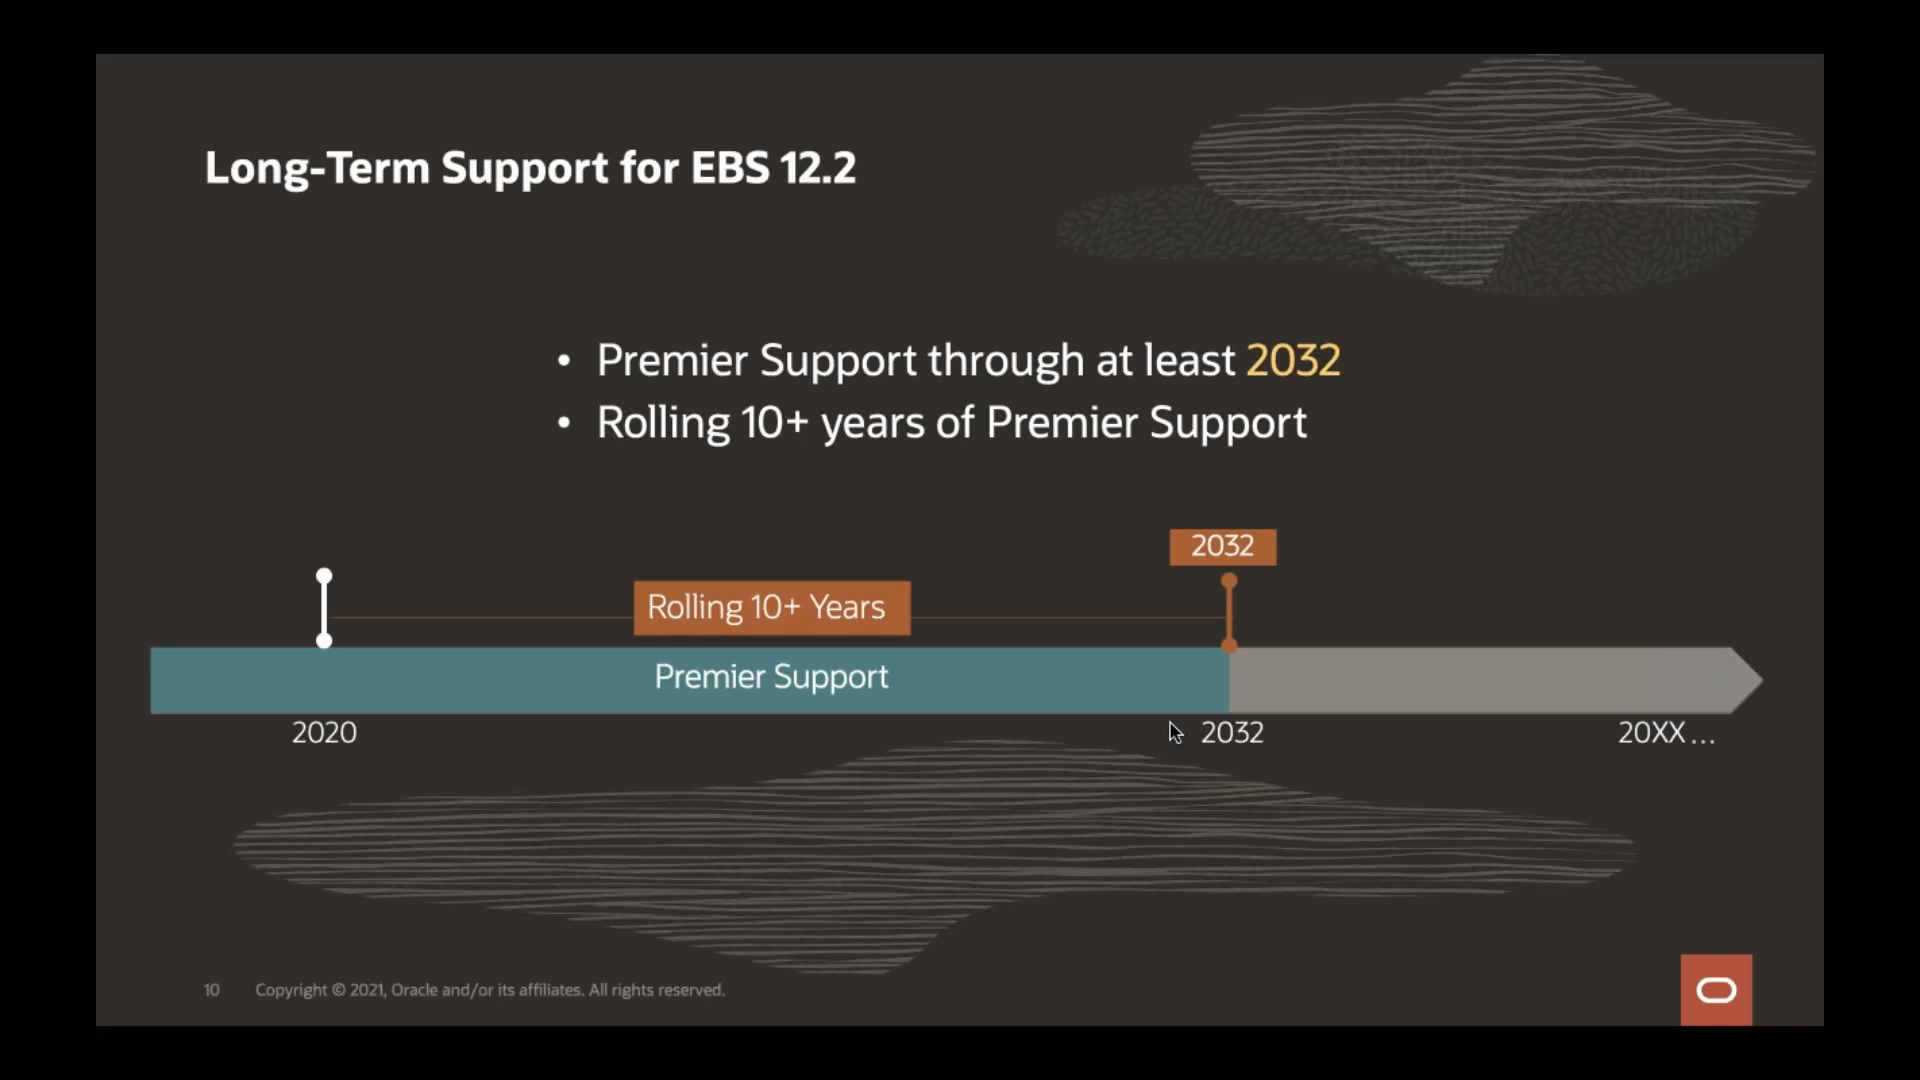 Long-Term Support for EBS 12.2
• Premier Support through at least 2032
• Rolling 10+ years of Premier Support
2032
Rolling 10+ Years
Premier Support
2020
2032
20XX...
10 Copyright © 2021, Oracle and/or its affiliates. All rights reserved.